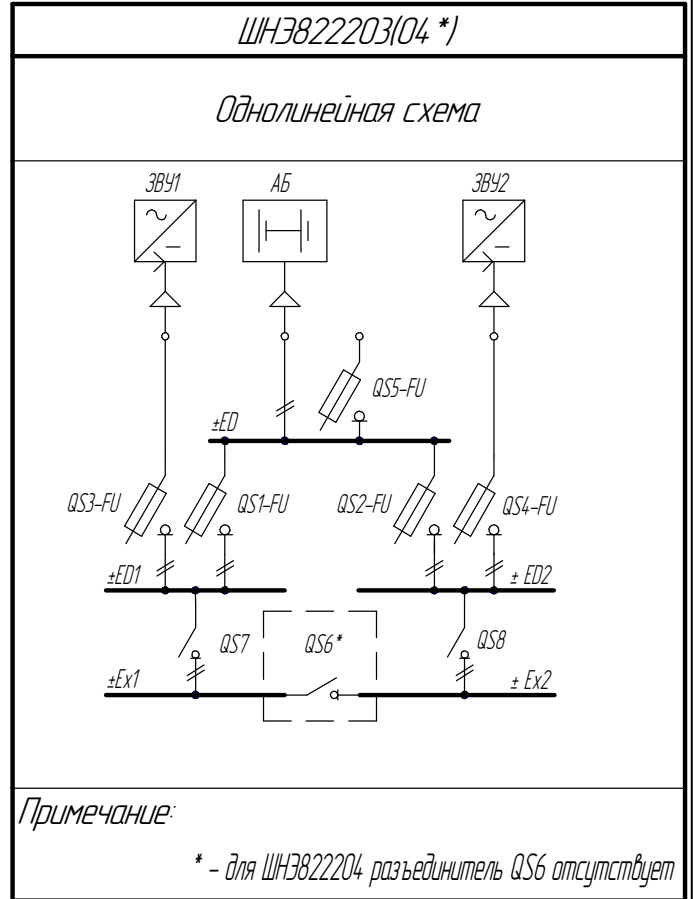 ШНЭ822203(04*)
Однолинейная схема
ЗВУ1
АБ
ЗВУ2
QS5-FU
±ED
QS3-FU
QS1-FU
QS2-FU
QS4-FU
±ED1
± ED2
QS7
QS6*
QS8
±Ex1
± Ex2
Примечание:
* - для ШНЭ822204 разъединитель QS6 отсутствует